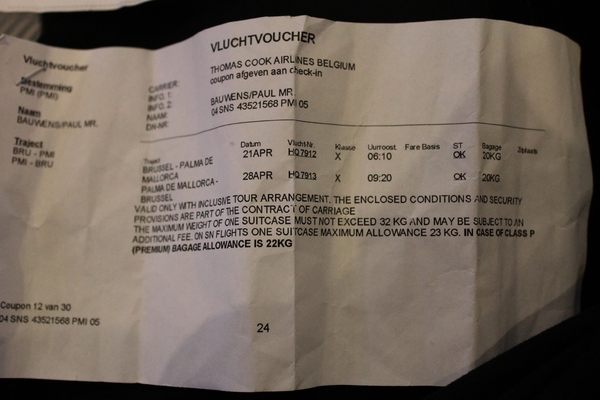 Vluchtvoucher
Bestemming
PMI (PMI)
Naam
BAUWENS/PAUL MR.
Traject
BRU - PMI
PMI - BRU
Coupon 12 van 30
04 SNS 43521568 PMI 05
VLUCHTVOUCHER
CARRIER: THOMAS COOK AIRLINES BELGIUM
INFO. 1: coupon afgeven aan check-in
INFO. 2:
NAAM: BAUWENS/PAUL MR.
DN-NR: 04 SNS 43521568 PMI 05
Traject Datum Vlucht-Nr. Klasse Uurroost. Fare Basis ST Bagage Zitplaats
BRUSSEL - PALMA DE 21APR HQ7912 X 06:10 OK 20KG
MALLORCA
PALMA DE MALLORCA - 28APR HQ7913 X 09:20 OK 20KG
BRUSSEL
VALID ONLY WITH INCLUSIVE TOUR ARRANGEMENT. THE ENCLOSED CONDITIONS AND SECURITY
PROVISIONS ARE PART OF THE CONTRACT OF CARRIAGE
THE MAXIMUM WEIGHT OF ONE SUITCASE MUST NOT EXCEED 32 KG AND MAY BE SUBJECT TO AN
ADDITIONAL FEE. ON SN FLIGHTS ONE SUITCASE MAXIMUM ALLOWANCE 23 KG. IN CASE OF CLASS P
(PREMIUM) BAGAGE ALLOWANCE IS 22KG
24